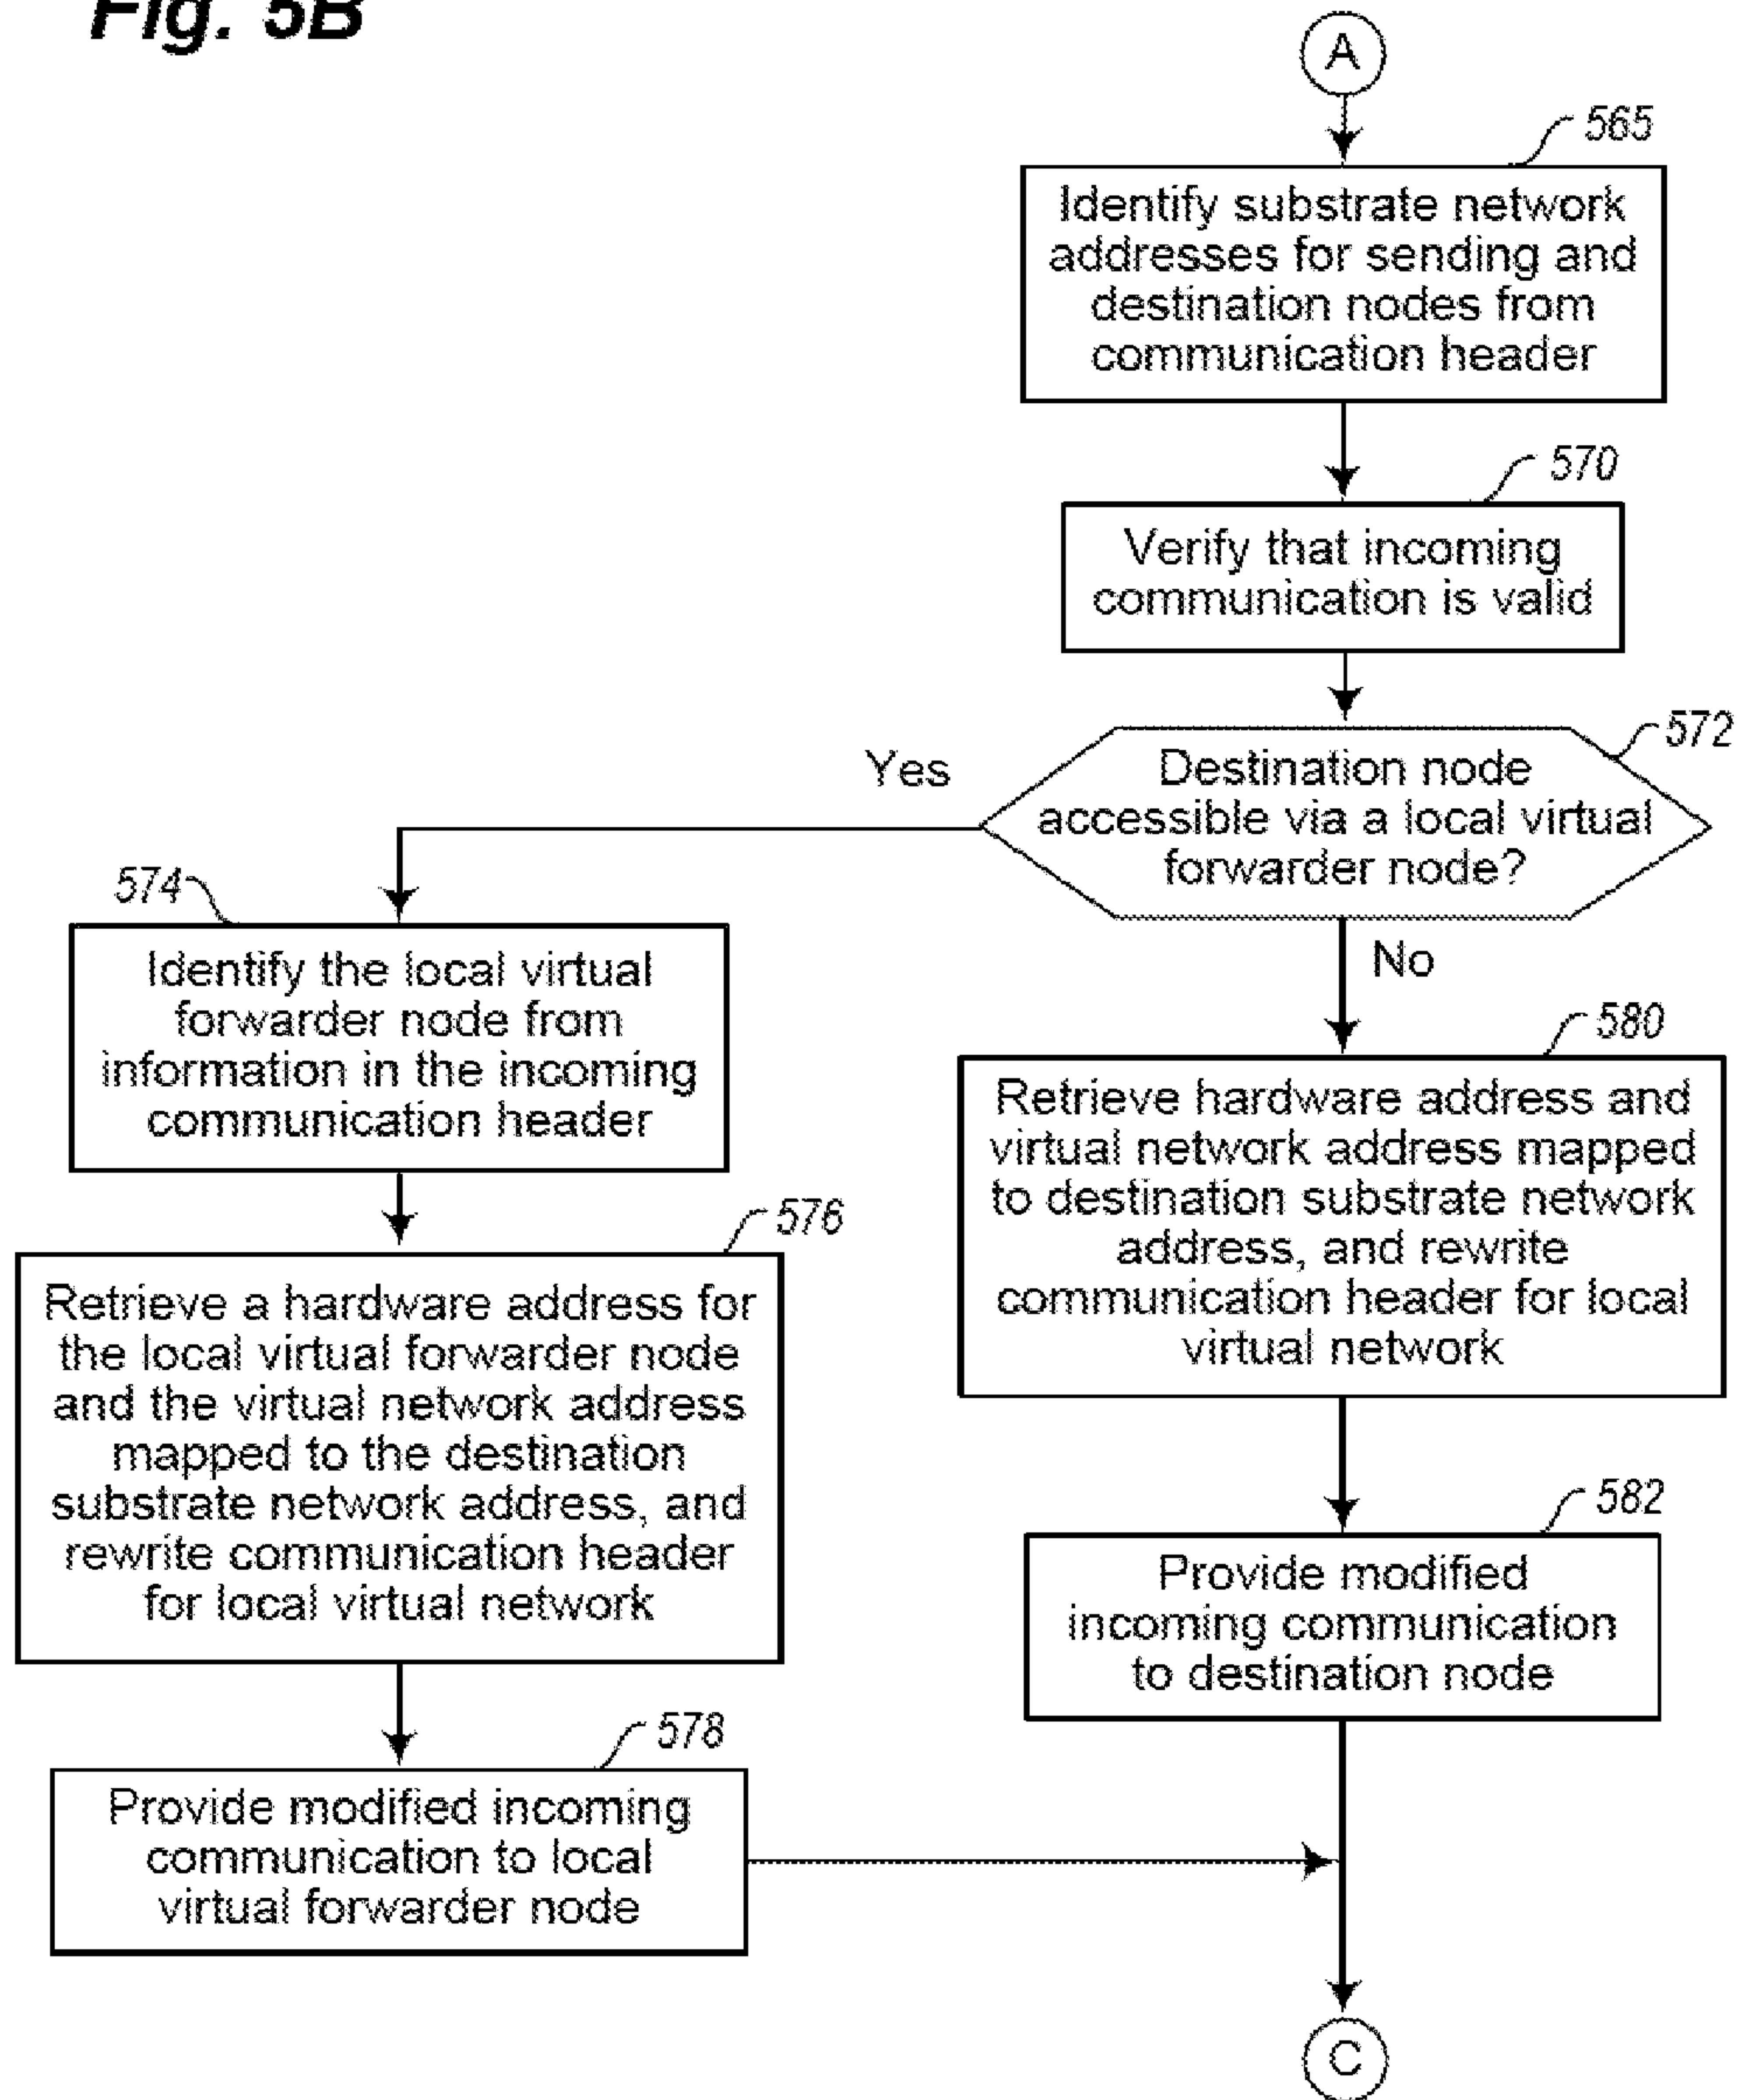 Fig. 5B
A
565
Identify substrate network
addresses for sending and
destination nodes from
communication header
570
Verify that incoming
communication is valid
572
Destination node
accessible via a local virtual
forwarder node?
Yes
No
574
Identify the local virtual
forwarder node from
information in the incoming
communication header
576
Retrieve a hardware address for
the local virtual forwarder node
and the virtual network address
mapped to the destination
substrate network address, and
rewrite communication header
for local virtual network
578
Provide modified incoming
communication to local
virtual forwarder node
580
Retrieve hardware address and
virtual network address mapped
to destination substrate network
address, and rewrite
communication header for local
virtual network
582
Provide modified
incoming communication
to destination node
C